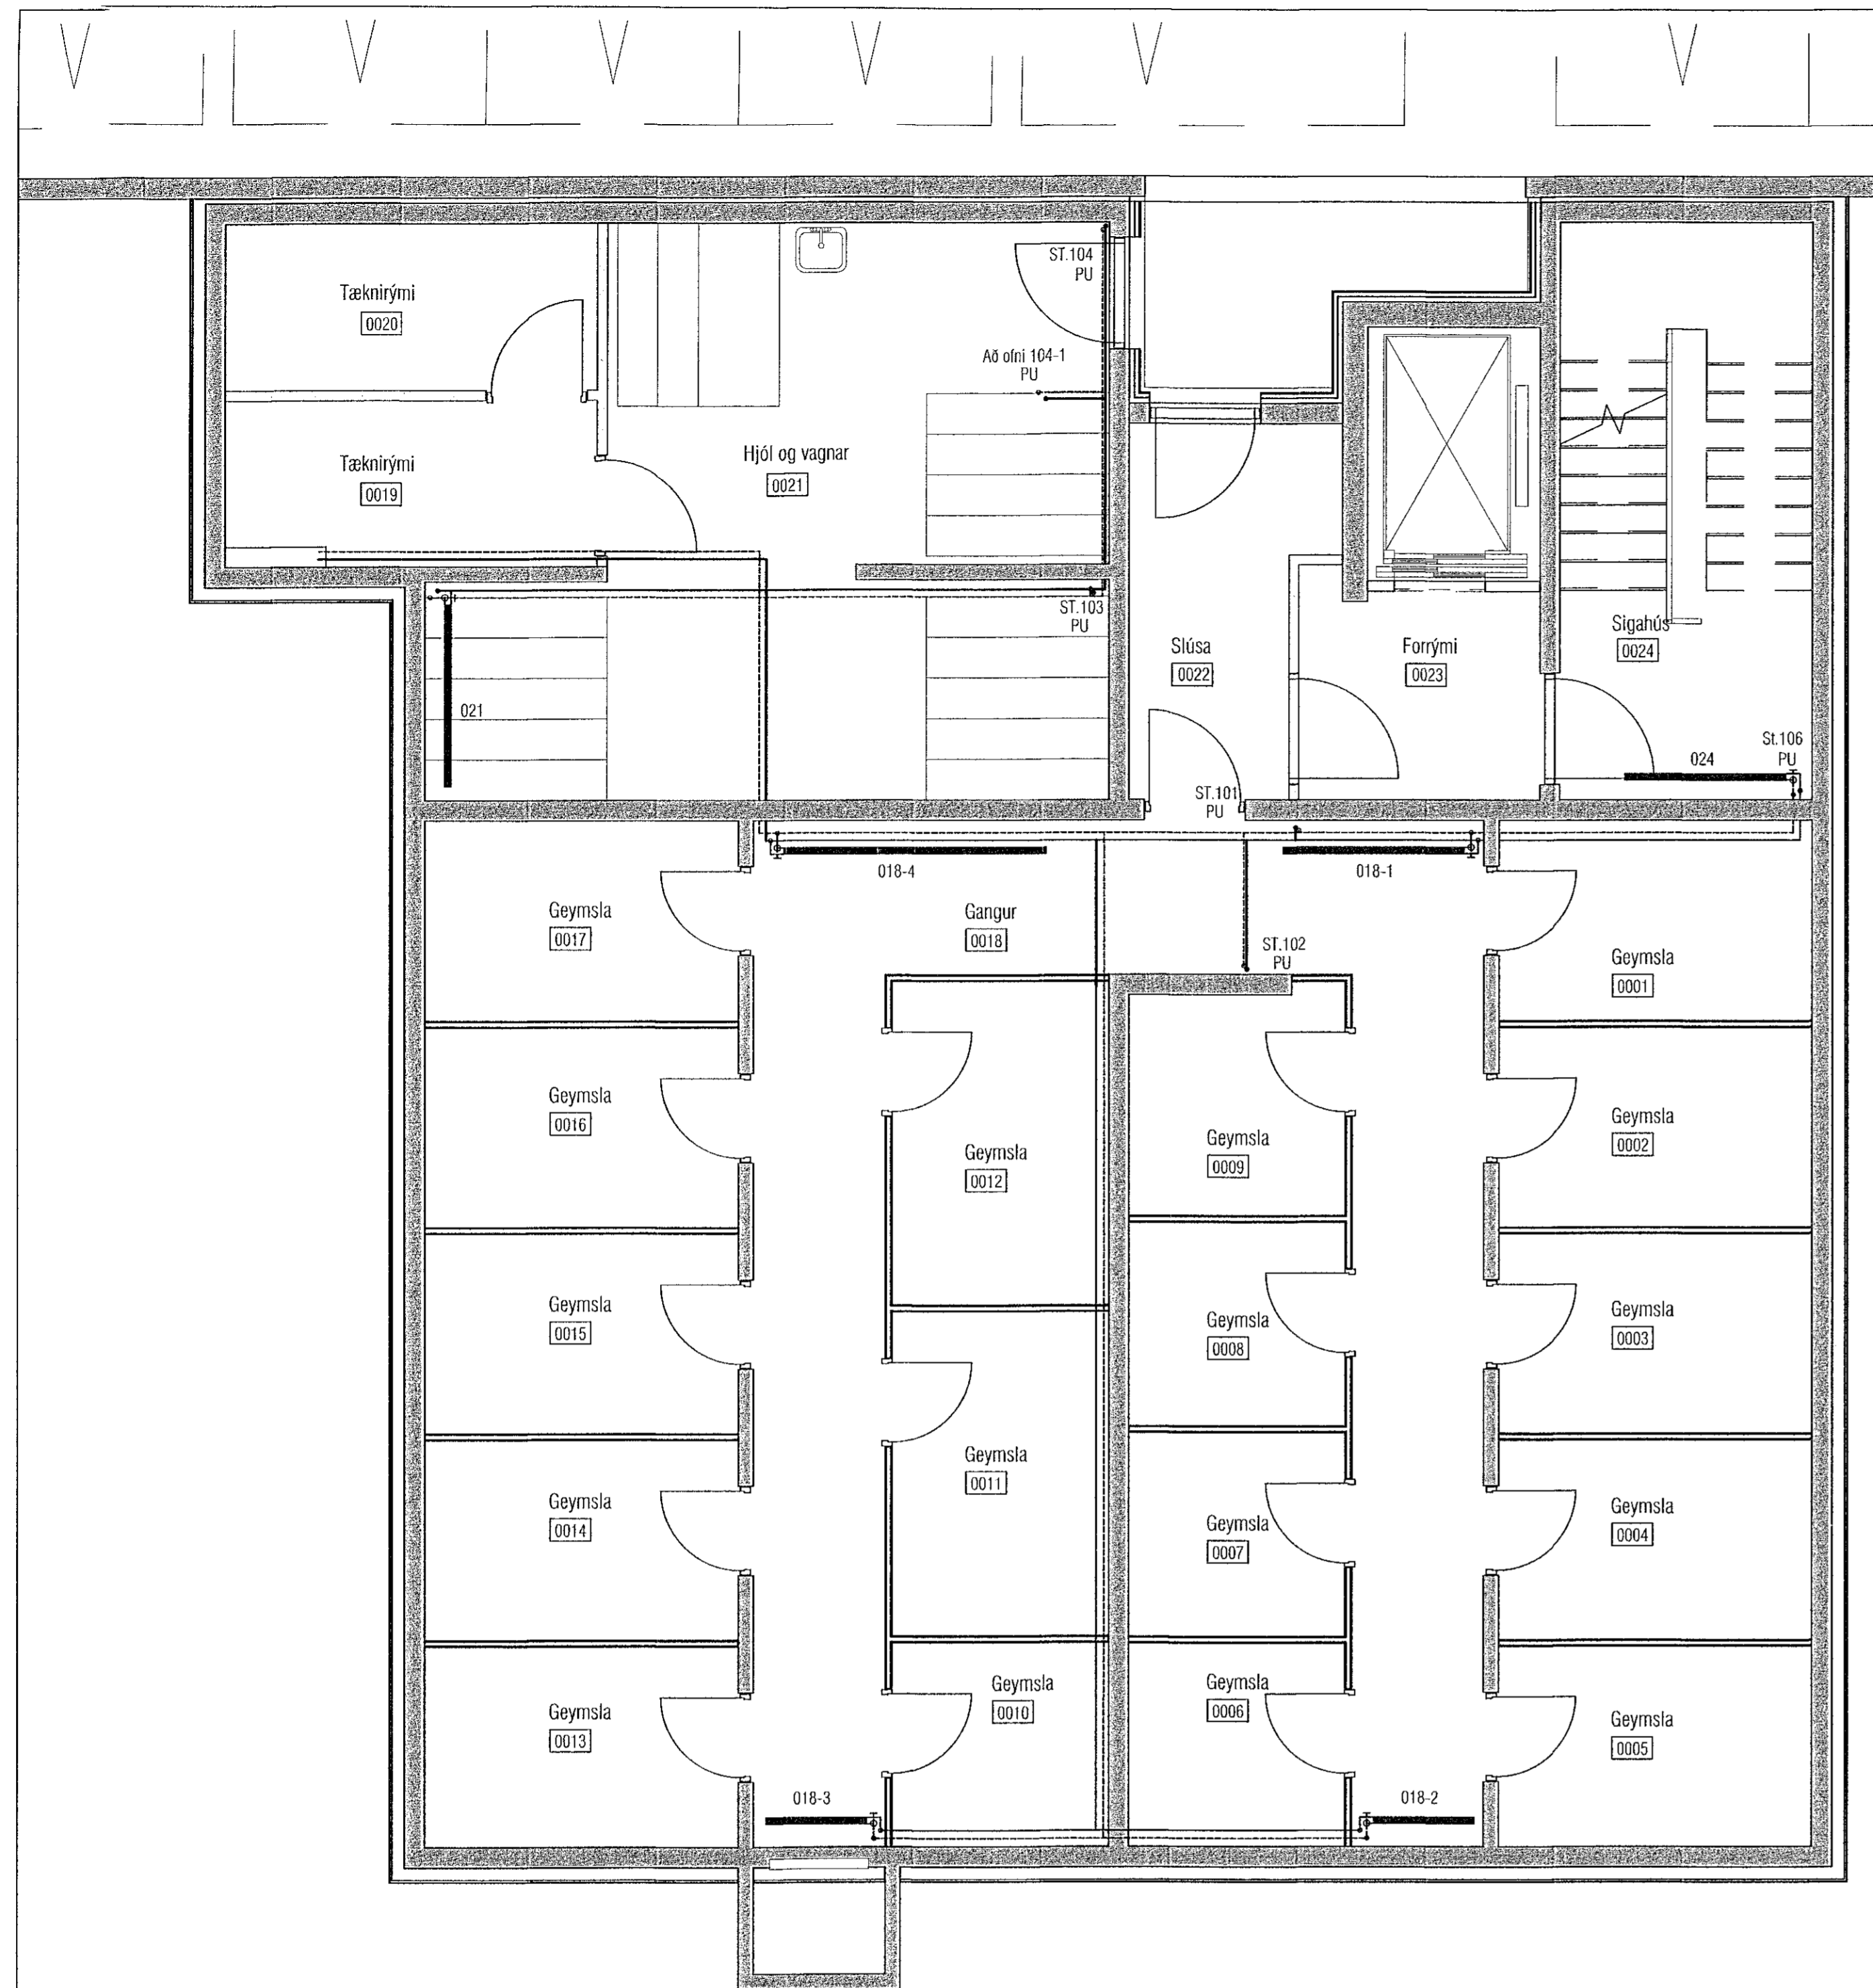 ST.104
PU
Tæknirými
0020
Að ofni 104-1
PU
Hjól og vagnar
0021
Tæknirými
0019
ST.103
PU
Slúsa
0022
Forrými
0023
Sigahús
0024
021
St.106
PU
024
ST.101
PU
018-4
018-1
Geymsla
0017
Gangur
0018
ST.102
PU
Geymsla
0001
Geymsla
0016
Geymsla
0012
Geymsla
0009
Geymsla
0002
Geymsla
0015
Geymsla
0008
Geymsla
0003
Geymsla
0011
Geymsla
0014
Geymsla
0007
Geymsla
0004
Geymsla
0013
Geymsla
0010
Geymsla
0006
Geymsla
0005
018-3
018-2